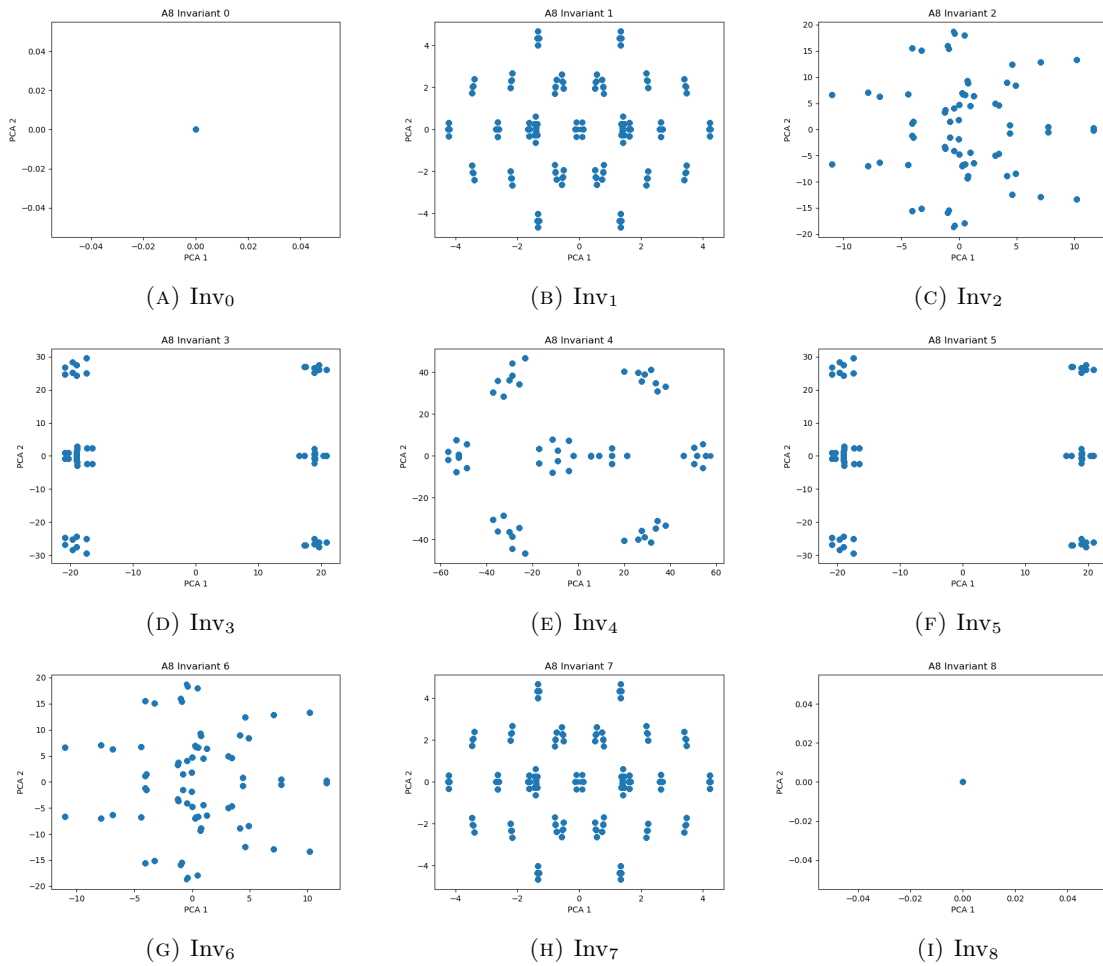 A8 Invariant 0
0.04
0.02
0.00
−0.02
−0.04
PCA 2
−0.04 −0.02 0.00 0.02 0.04
PCA 1
(A) Inv0
A8 Invariant 1
4
2
0
−2
−4
PCA 2
−4 −2 0 2 4
PCA 1
(B) Inv1
A8 Invariant 2
20
15
10
5
0
−5
−10
−15
−20
PCA 2
−10 −5 0 5 10
PCA 1
(C) Inv2
A8 Invariant 3
30
20
10
0
−10
−20
−30
PCA 2
−20 −10 0 10 20
PCA 1
(D) Inv3
A8 Invariant 4
40
20
0
−20
−40
PCA 2
−60 −40 −20 0 20 40 60
PCA 1
(E) Inv4
A8 Invariant 5
30
20
10
0
−10
−20
−30
PCA 2
−20 −10 0 10 20
PCA 1
(F) Inv5
A8 Invariant 6
20
15
10
5
0
−5
−10
−15
−20
PCA 2
−10 −5 0 5 10
PCA 1
(G) Inv6
A8 Invariant 7
4
2
0
−2
−4
PCA 2
−4 −2 0 2 4
PCA 1
(H) Inv7
A8 Invariant 8
0.04
0.02
0.00
−0.02
−0.04
PCA 2
−0.04 −0.02 0.00 0.02 0.04
PCA 1
(I) Inv8